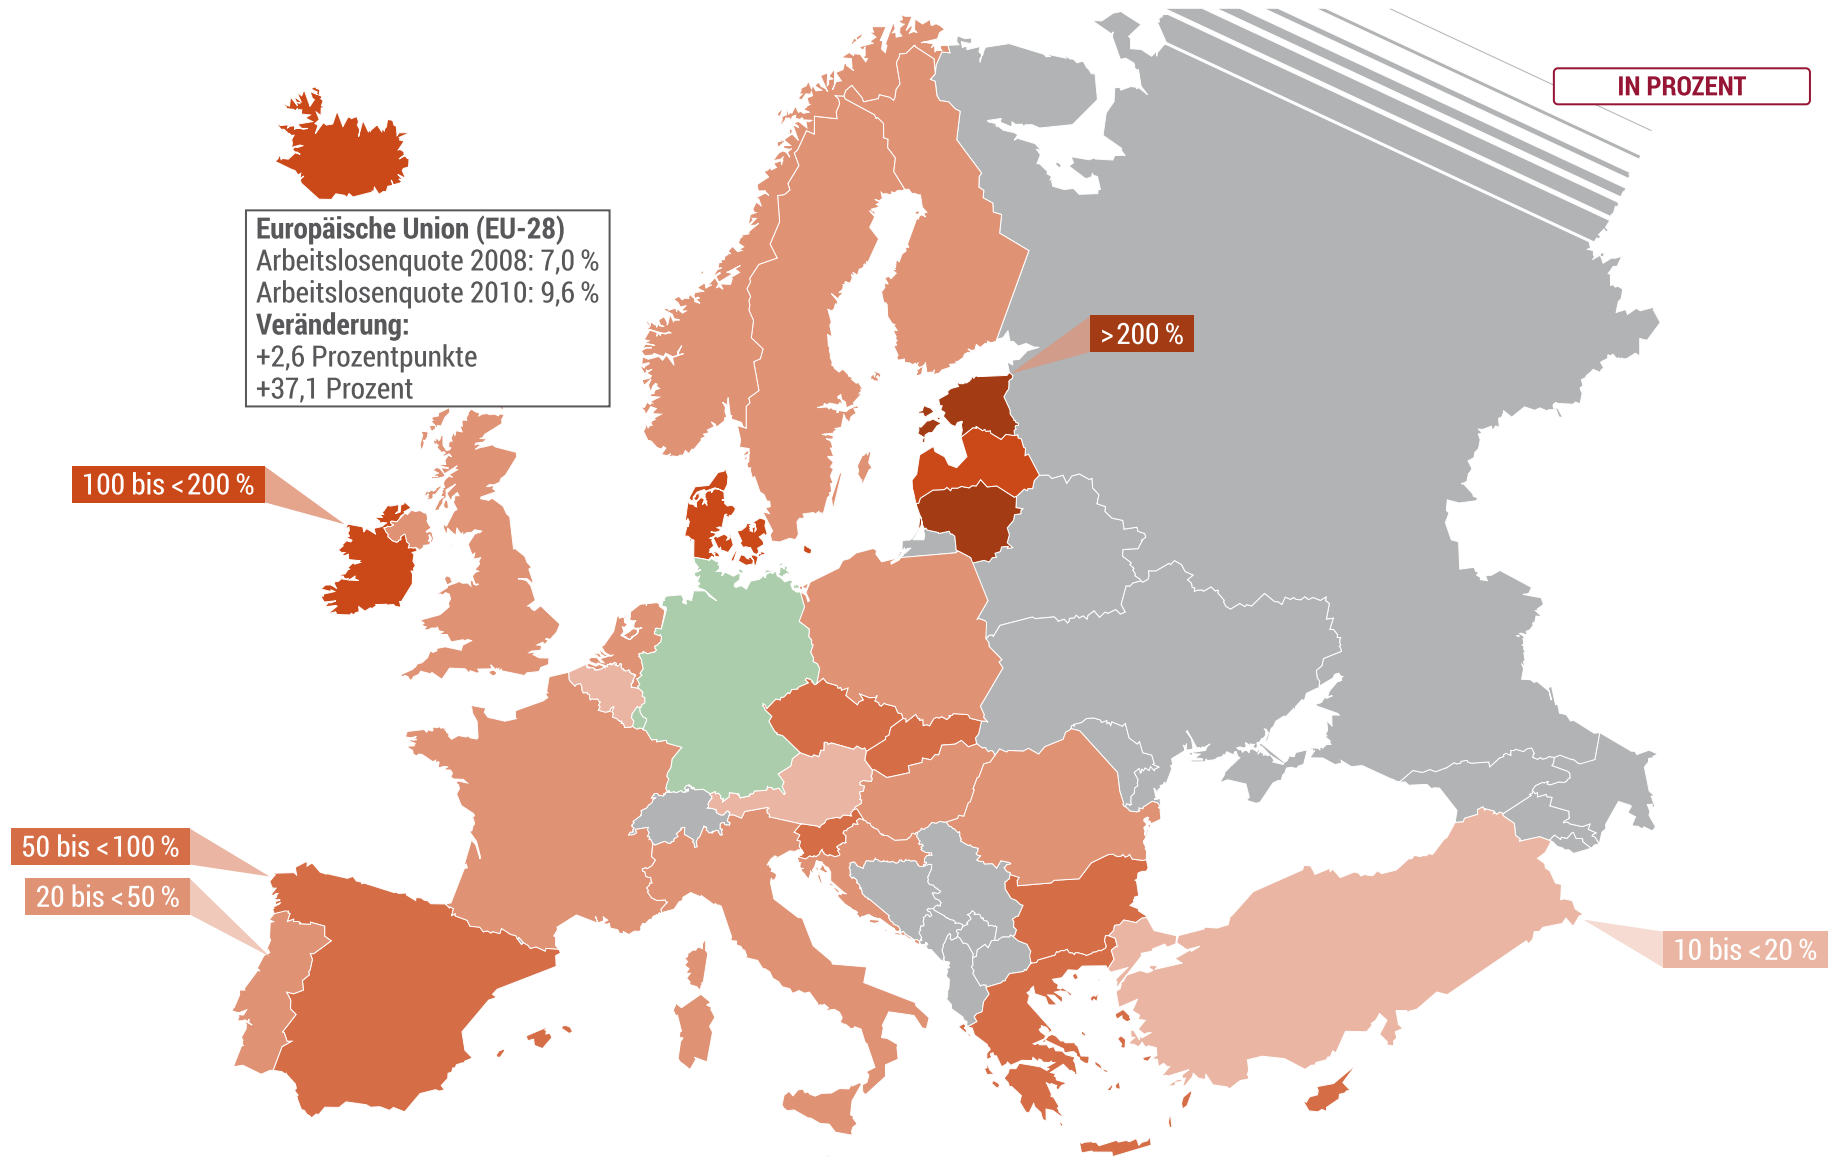 IN PROZENT
Europäische Union (EU-28)
Arbeitslosenquote 2008: 7,0 %
Arbeitslosenquote 2010: 9,6 %
Veränderung:
+2,6 Prozentpunkte
+37,1 Prozent
>200 %
100 bis <200 %
50 bis <100 %
20 bis <50 %
10 bis <20 %